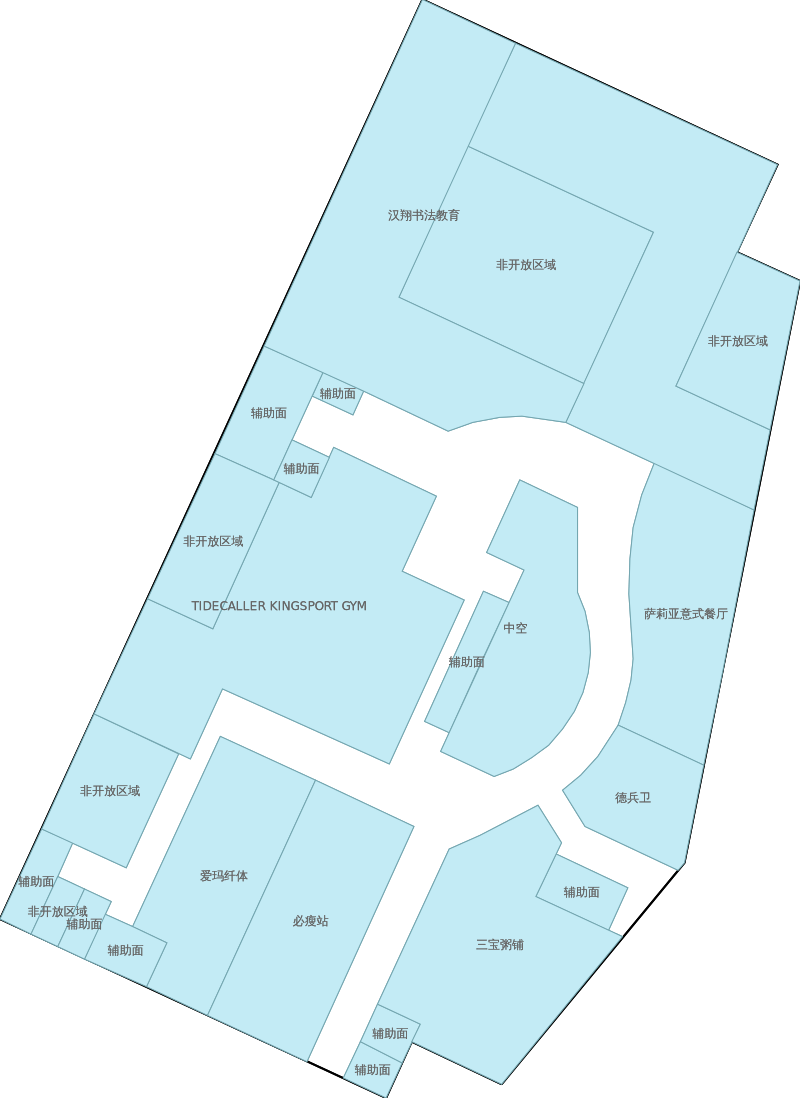 汉翔书法教育
非开放区域
非开放区域
辅助面
辅助面
辅助面
非开放区域
TIDECALLER KINGSPORT GYM
萨莉亚意式餐厅
中空
辅助面
非开放区域
德兵卫
爱玛纤体
辅助面
辅助面
非开放区域
辅助面
必瘦站
三宝粥铺
辅助面
辅助面
辅助面